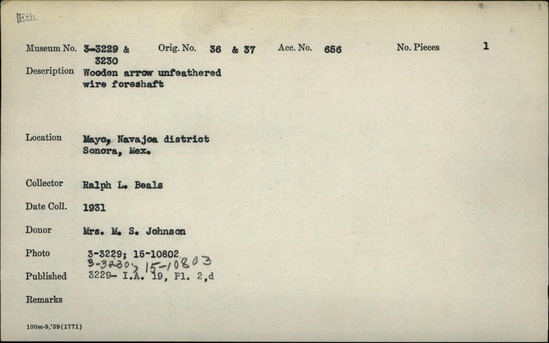 Eth.
Museum No. 3-3229 & Orig. No. 36 & 37 Acc. No. 656 No. Pieces 1
3230
Description Wooden arrow unfeathered
wire foreshaft
Location Mayo, Navajoa district
Sonora, Mex.
Collector Ralph L. Beals
Date Coll. 1931
Donor Mrs. M. S. Johnson
Photo 3-3229; 15-10802
3-3230; 15-10803
Published 3229- I.A. 19, Pl. 2,d
Remarks
100m-9,'39(1771)